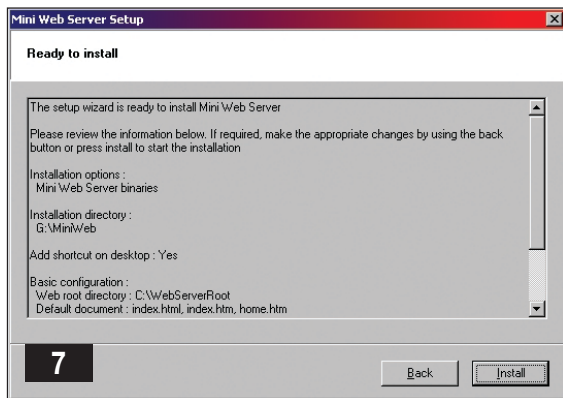 Mini Web Server Setup
Ready to install
The setup wizard is ready to install Mini Web Server
Please review the information below. If required, make the appropriate changes by using the back
button or press install to start the installation
Installation options :
Mini Web Server binaries
Installation directory :
G:\MiniWeb
Add shortcut on desktop : Yes
Basic configuration :
Web root directory : C:\WebServerRoot
Default document : index.html, index.htm, home.htm
7
Back
Install